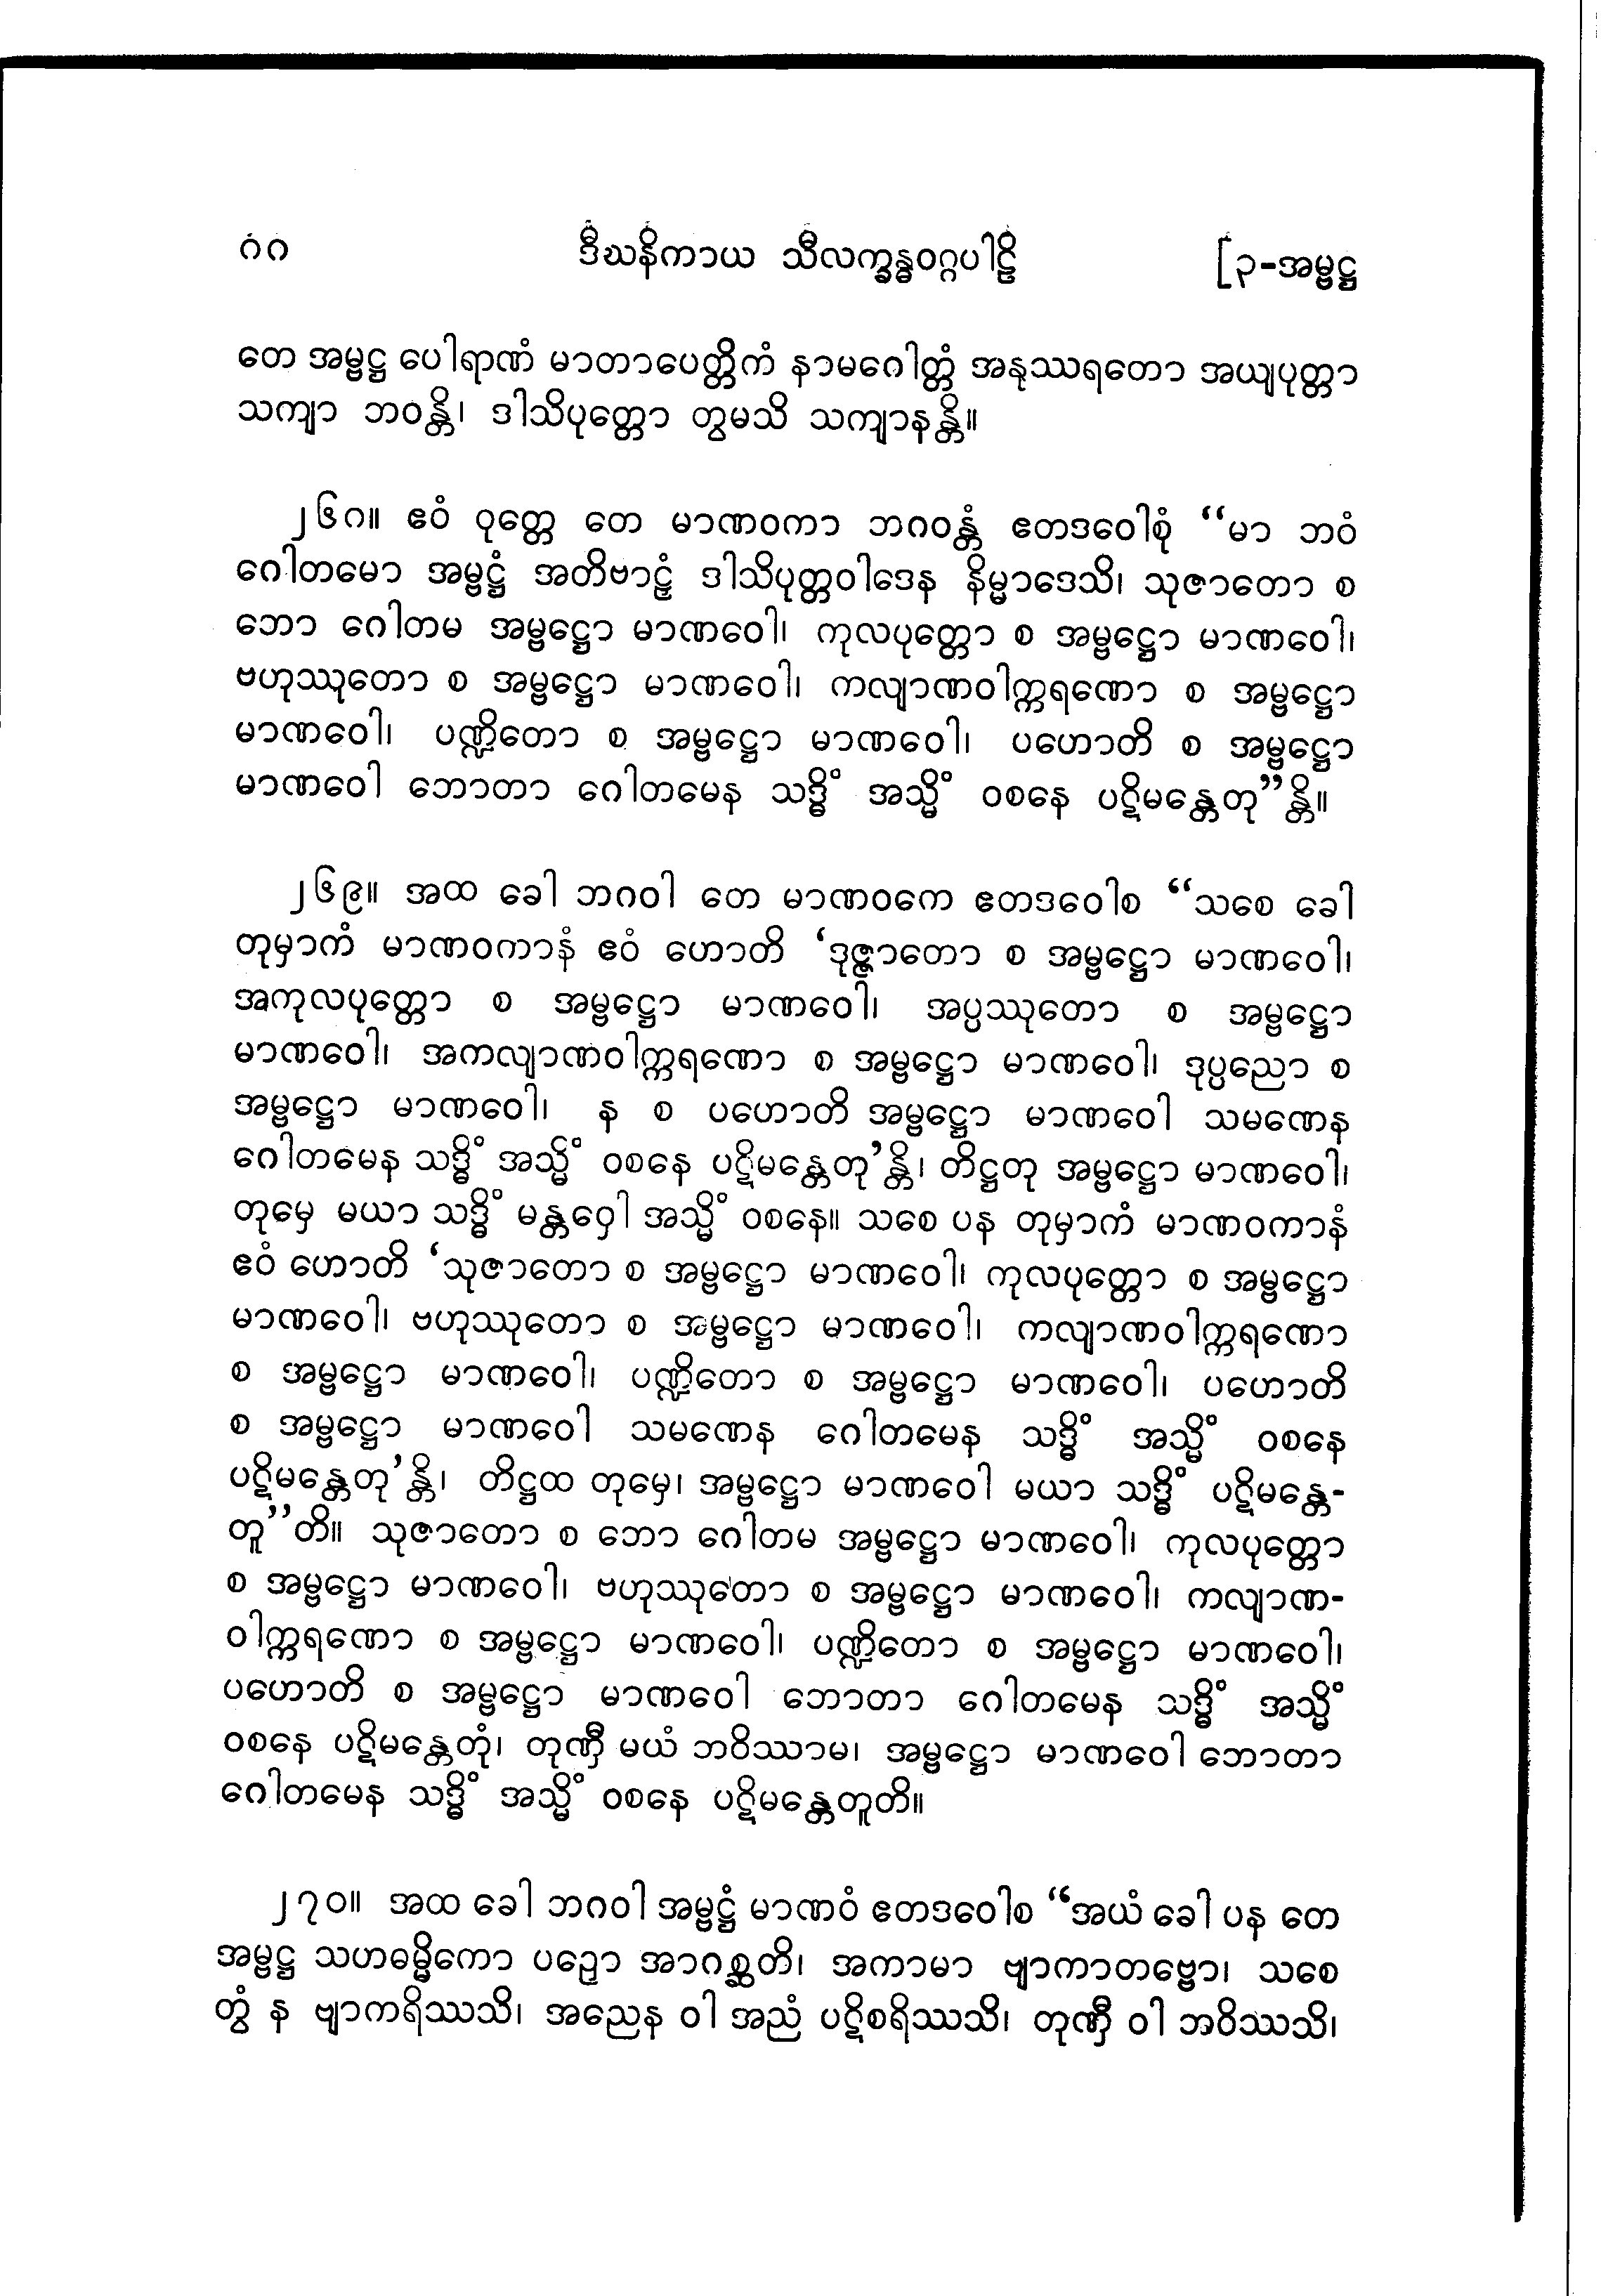 ၈၈ ဒီဃနိကာယ သီလက္ခန္ဓဝဂ္ဂပါဠိ [၃-အမ္ဗဋ္ဌ
တေ အမ္ဗဋ္ဌ ပေါရာဏံ မာတာပေတ္တိကံ နာမဂေါတ္တံ အနုဿရတော အယျပုတ္တာ
သကျာ ဘဝန္တိ၊ ဒါသိပုတ္တော တွမသိ သကျာနန္တိ။
၂၆၈။ ဧဝံ ဝုတ္တေ တေ မာဏဝကာ ဘဂဝန္တံ ဧတဒဝေါစုံ “မာ ဘဝံ
ဂေါတမော အမ္ဗဋ္ဌံ အတိဗာဠှံ ဒါသိပုတ္တဝါဒေန နိမ္မာဒေသိ၊ သုဇာတော စ
ဘော ဂေါတမ အမ္ဗဋ္ဌော မာဏဝေါ၊ ကုလပုတ္တော စ အမ္ဗဋ္ဌော မာဏဝေါ၊
ဗဟုဿုတော စ အမ္ဗဋ္ဌော မာဏဝေါ၊ ကလျာဏဝါက္ကရဏော စ အမ္ဗဋ္ဌော
မာဏဝေါ၊ ပဏ္ဍိတော စ အမ္ဗဋ္ဌော မာဏဝေါ၊ ပဟောတိ စ အမ္ဗဋ္ဌော
မာဏဝေါ ဘောတာ ဂေါတမေန သဒ္ဓိံ အသ္မိံ ဝစနေ ပဋိမန္တေတု”န္တိ။
၂၆၉။ အထ ခေါ ဘဂဝါ တေ မာဏဝကေ ဧတဒဝေါစ “သစေ ခေါ
တုမှာကံ မာဏဝကာနံ ဧဝံ ဟောတိ ‘ဒုဇ္ဇာတော စ အမ္ဗဋ္ဌော မာဏဝေါ၊
အကုလပုတ္တော စ အမ္ဗဋ္ဌော မာဏဝေါ၊ အပ္ပဿုတော စ အမ္ဗဋ္ဌော
မာဏဝေါ၊ အကလျာဏဝါက္ကရဏော စ အမ္ဗဋ္ဌော မာဏဝေါ၊ ဒုပ္ပညော စ
အမ္ဗဋ္ဌော မာဏဝေါ၊ န စ ပဟောတိ အမ္ဗဋ္ဌော မာဏဝေါ သမဏေန
ဂေါတမေန သဒ္ဓိံ အသ္မိံ ဝစနေ ပဋိမန္တေတု’န္တိ၊ တိဋ္ဌတု အမ္ဗဋ္ဌော မာဏဝေါ၊
တုမှေ မယာ သဒ္ဓိံ မန္တဝှေါ အသ္မိံ ဝစနေ။ သစေ ပန တုမှာကံ မာဏဝကာနံ
ဧဝံ ဟောတိ ‘သုဇာတော စ အမ္ဗဋ္ဌော မာဏဝေါ၊ ကုလပုတ္တော စ အမ္ဗဋ္ဌော
မာဏဝေါ၊ ဗဟုဿုတော စ အမ္ဗဋ္ဌော မာဏဝေါ၊ ကလျာဏဝါက္ကရဏော
စ အမ္ဗဋ္ဌော မာဏဝေါ၊ ပဏ္ဍိတော စ အမ္ဗဋ္ဌော မာဏဝေါ၊ ပဟောတိ
စ အမ္ဗဋ္ဌော မာဏဝေါ သမဏေန ဂေါတမေန သဒ္ဓိံ အသ္မိံ ဝစနေ
ပဋိမန္တေတု’န္တိ၊ တိဋ္ဌထ တုမှေ၊ အမ္ဗဋ္ဌော မာဏဝေါ မယာ သဒ္ဓိံ ပဋိမန္တေ-
တူ”တိ။ သုဇာတော စ ဘော ဂေါတမ အမ္ဗဋ္ဌော မာဏဝေါ၊ ကုလပုတ္တော
စ အမ္ဗဋ္ဌော မာဏဝေါ၊ ဗဟုဿုတော စ အမ္ဗဋ္ဌော မာဏဝေါ၊ ကလျာဏ-
ဝါက္ကရဏော စ အမ္ဗဋ္ဌော မာဏဝေါ၊ ပဏ္ဍိတော စ အမ္ဗဋ္ဌော မာဏဝေါ၊
ပဟောတိ စ အမ္ဗဋ္ဌော မာဏဝေါ ဘောတာ ဂေါတမေန သဒ္ဓိံ အသ္မိံ
ဝစနေ ပဋိမန္တေတုံ၊ တုဏှီ မယံ ဘဝိဿာမ၊ အမ္ဗဋ္ဌော မာဏဝေါ ဘောတာ
ဂေါတမေန သဒ္ဓိံ အသ္မိံ ဝစနေ ပဋိမန္တေတူတိ။
၂၇၀။ အထ ခေါ ဘဂဝါ အမ္ဗဋ္ဌံ မာဏဝံ ဧတဒဝေါစ “အယံ ခေါ ပန တေ
အမ္ဗဋ္ဌ သဟဓမ္မိကော ပဉှော အာဂစ္ဆတိ၊ အကာမာ ဗျာကာတဗ္ဗော၊ သစေ
တွံ န ဗျာကရိဿသိ၊ အညေန ဝါ အညံ ပဋိစရိဿသိ၊ တုဏှီ ဝါ ဘဝိဿသိ၊